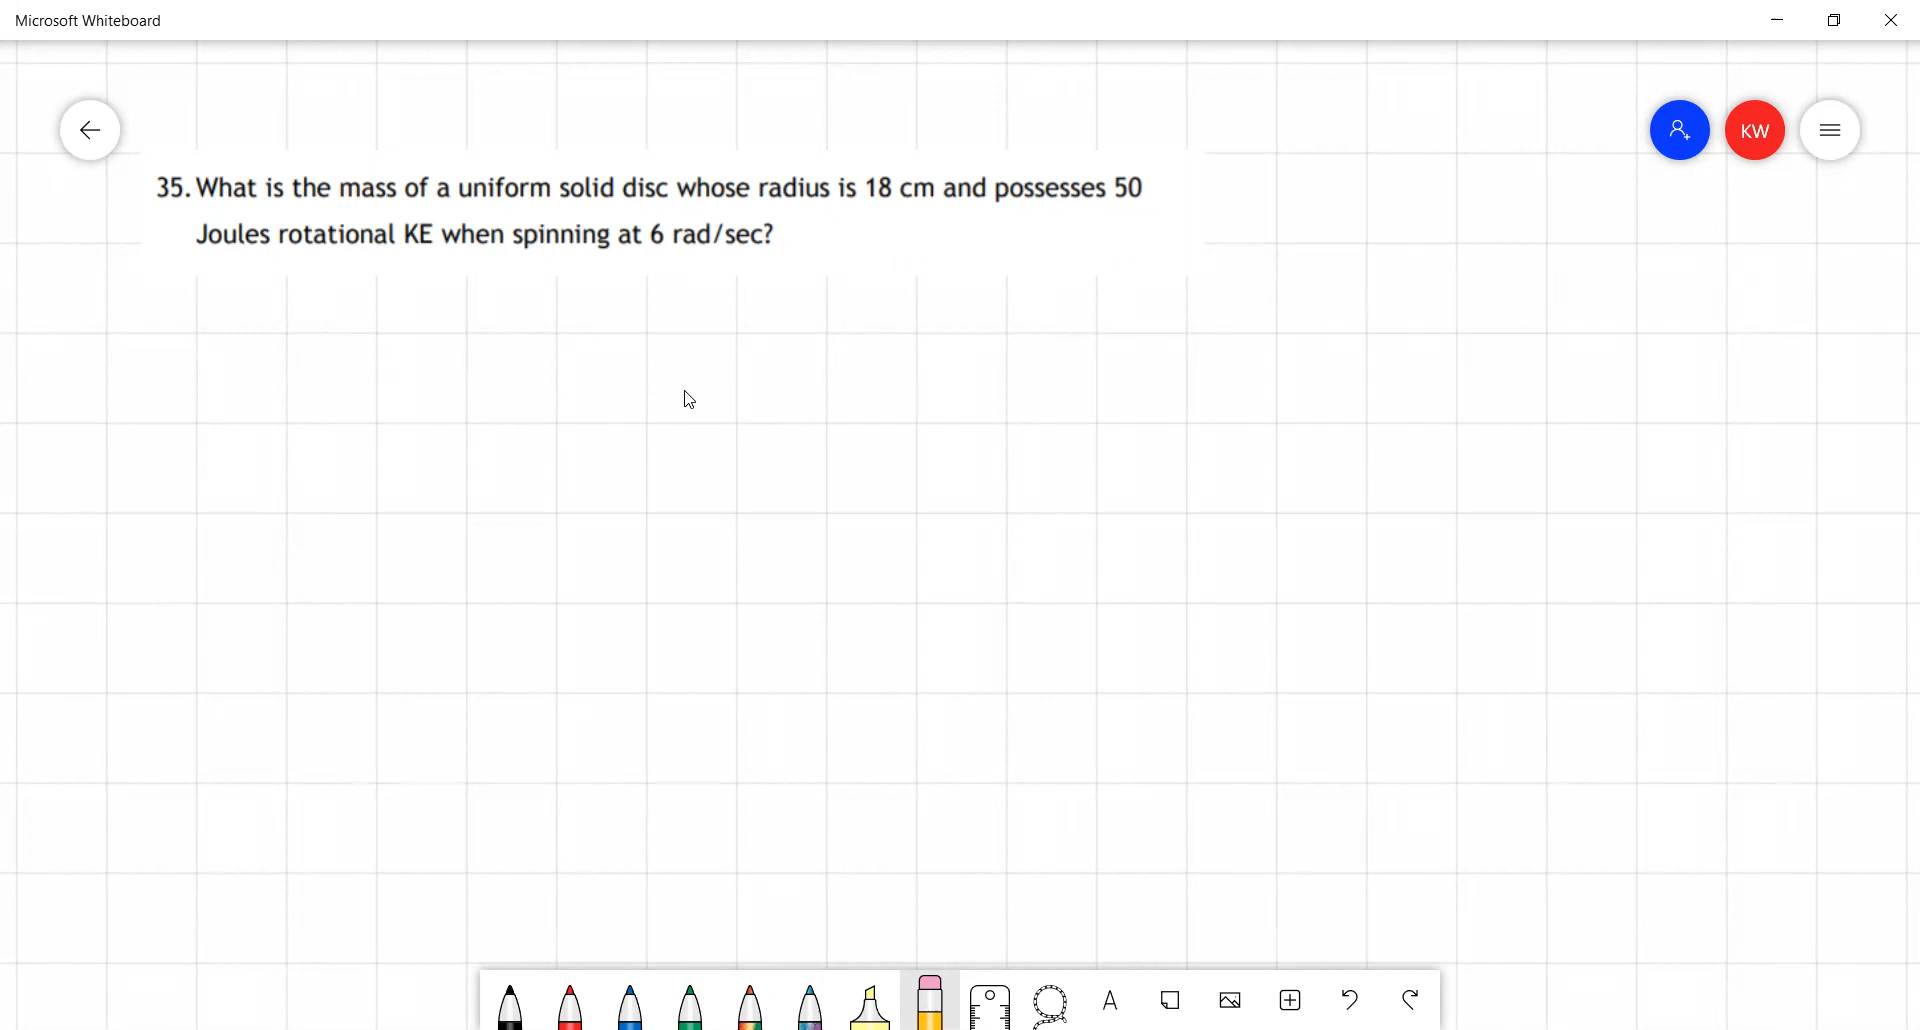 Microsoft Whiteboard
KW
35. What is the mass of a uniform solid disc whose radius is 18 cm and possesses 50
Joules rotational KE when spinning at 6 rad/sec?
A